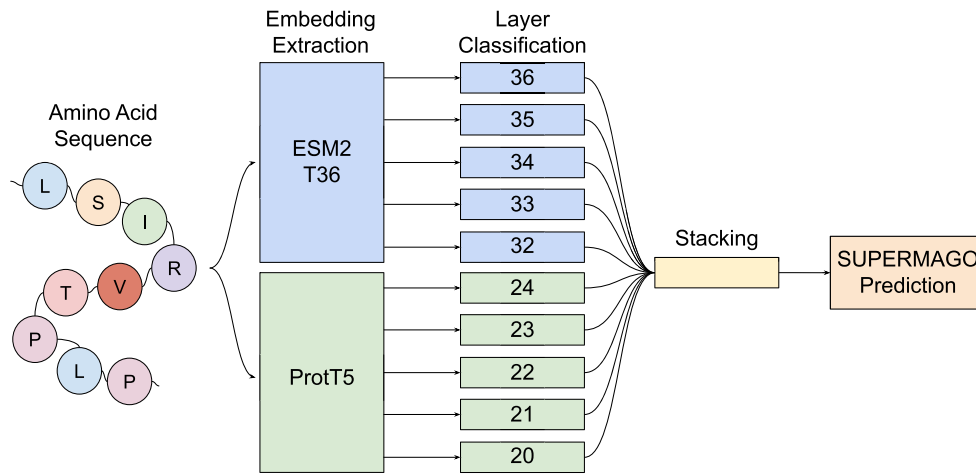 Embedding
Extraction
Layer
Classification
Amino Acid
Sequence
L
S
I
R
V
T
P
L
P
ESM2
T36
ProtT5
36
35
34
33
32
24
23
22
21
20
Stacking
SUPERMAGO
Prediction